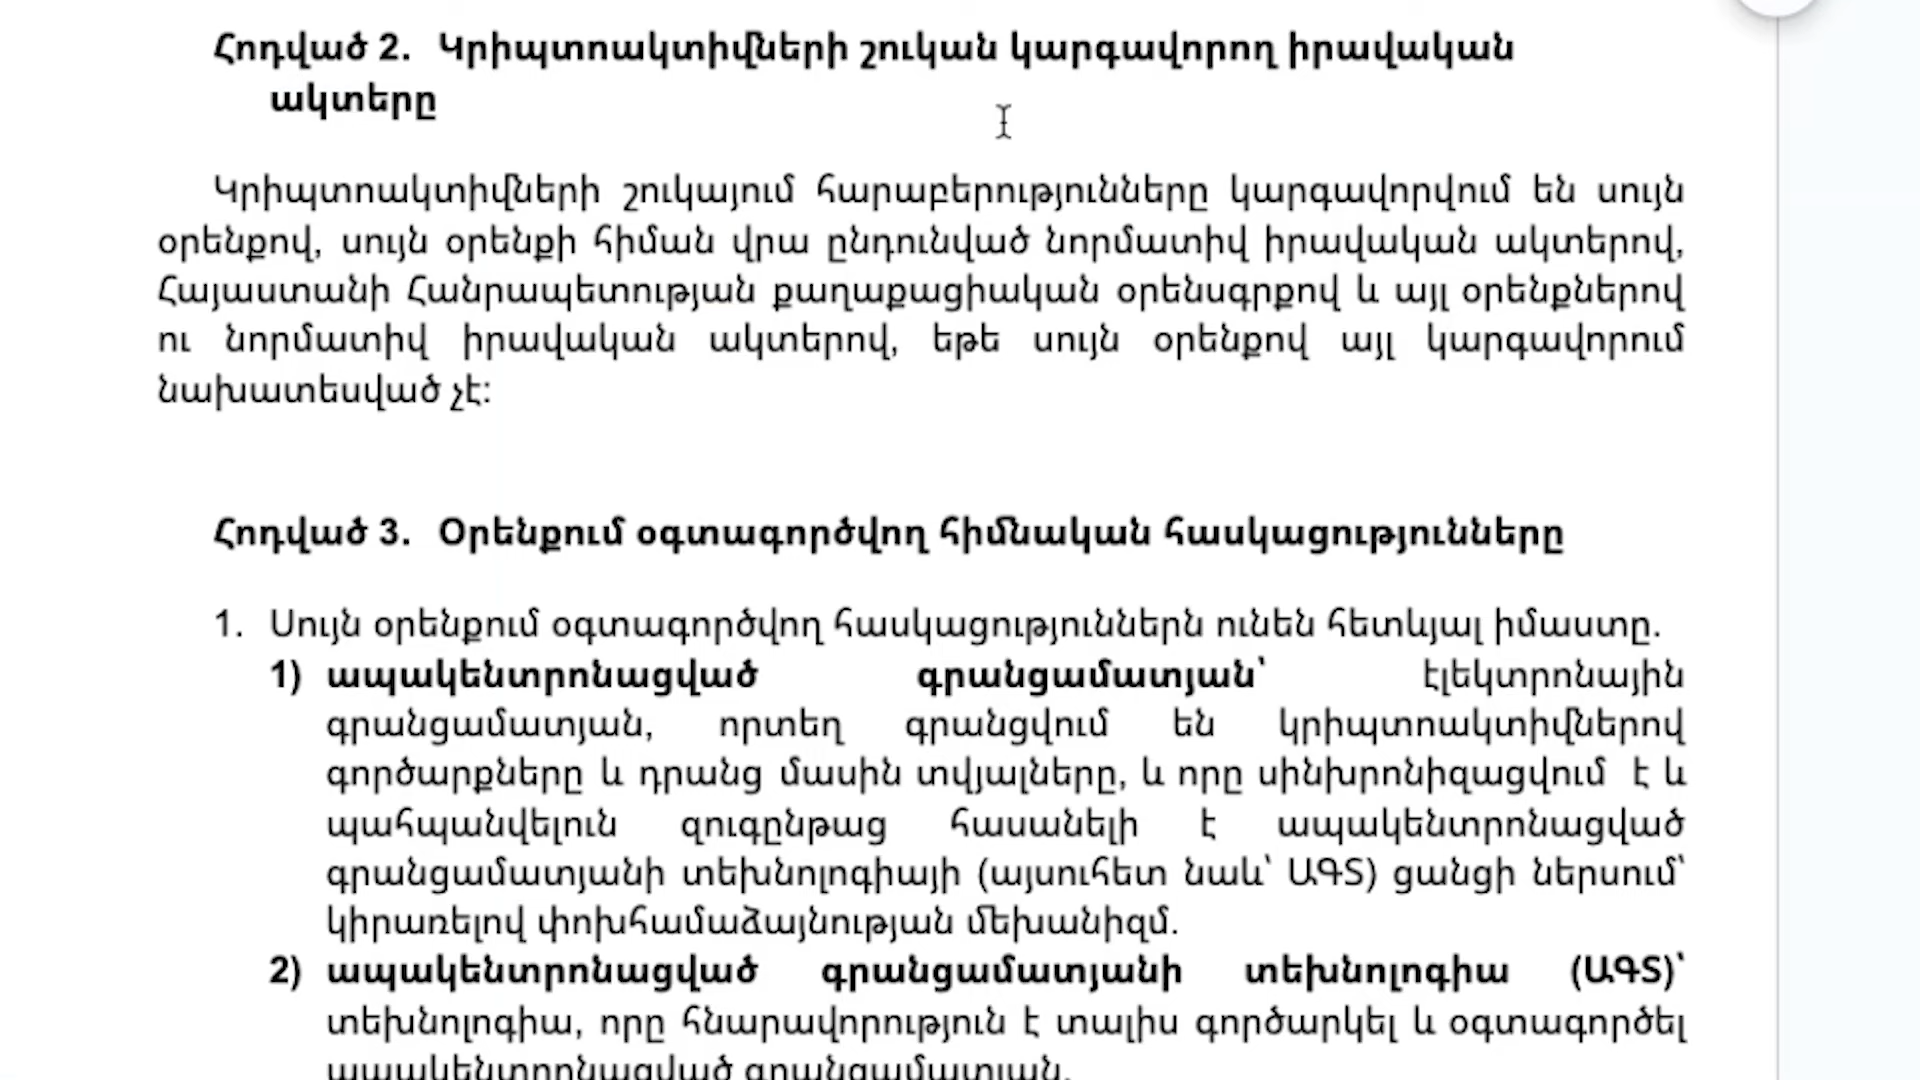 Հոդված 2. Կրիպտոակտիվների շուկան կարգավորող իրավական
ակտերը
Կրիպտոակտիվների շուկայում հարաբերությունները կարգավորվում են սույն
օրենքով, սույն օրենքի հիման վրա ընդունված նորմատիվ իրավական ակտերով,
Հայաստանի Հանրապետության քաղաքացիական օրենսգրքով և այլ օրենքներով
ու նորմատիվ իրավական ակտերով, եթե սույն օրենքով այլ կարգավորում
նախատեսված չէ:
Հոդված 3. Օրենքում օգտագործվող հիմնական հասկացությունները
1. Սույն օրենքում օգտագործվող հասկացություններն ունեն հետևյալ իմաստը.
1) ապակենտրոնացված գրանցամատյան՝ էլեկտրոնային
գրանցամատյան, որտեղ գրանցվում են կրիպտոակտիվներով
գործարքները և դրանց մասին տվյալները, և որը սինխրոնիզացվում է և
պահպանվելուն զուգընթաց հասանելի է ապակենտրոնացված
գրանցամատյանի տեխնոլոգիայի (այսուհետ նաև՝ ԱԳՏ) ցանցի ներսում՝
կիրառելով փոխհամաձայնության մեխանիզմ.
2) ապակենտրոնացված գրանցամատյանի տեխնոլոգիա (ԱԳՏ)՝
տեխնոլոգիա, որը հնարավորություն է տալիս գործարկել և օգտագործել
ապակենտրոնացված գրանցամատյան.